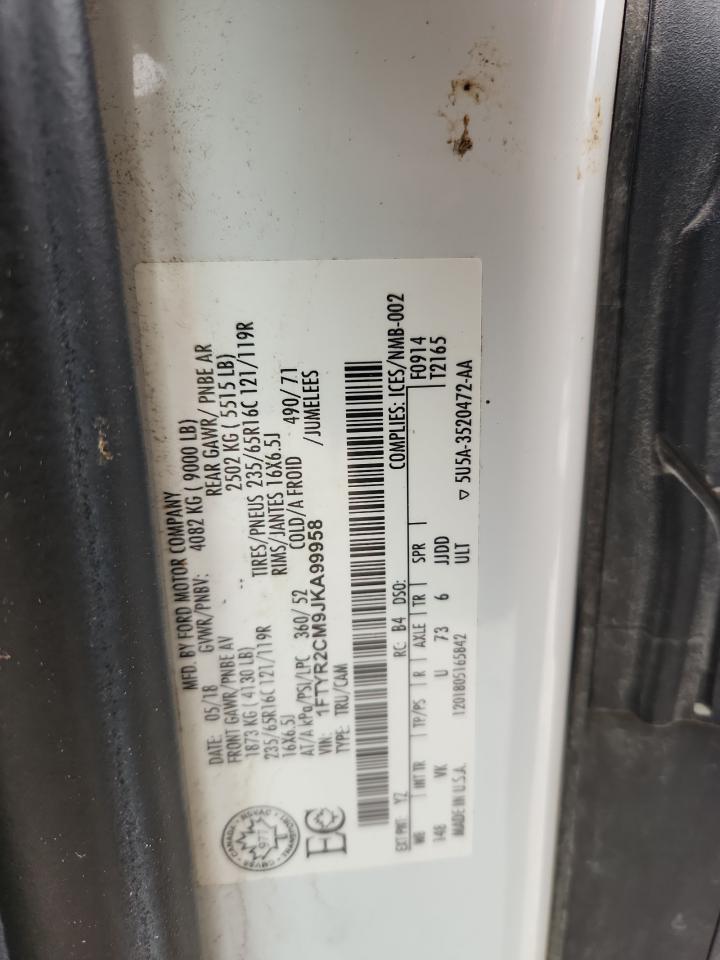 MFD. BY FORD MOTOR COMPANY
DATE: 05/18 GVWR/PNBV: 4082 KG ( 9000 LB)
FRONT GAWR/PNBE AV REAR GAWR/ PNBE AR
1873 KG ( 4130 LB) 2502 KG ( 5515 LB)
235/65R16C 121/119R TIRES/PNEUS 235/65R16C 121/119R
16X6.5J RIMS/JANTES 16X6.5J
AT/A kPa/PSI/LPC 360/ 52 COLD/A FROID 490/ 71
VIN: 1FTYR2CM9JKA99958 /JUMELEES
TYPE: TRU/CAM
CANADA
977
EC
COMPLIES: ICES/NMB-002
EXT PNT: YZ RC: B4 DSO: F0914
WB INT TR TP/PS R AXLE TR SPR T2165
148 VK U 73 6 JJDD
MADE IN U.S.A. 1201805165842 ULT 5U5A-3520472-AA